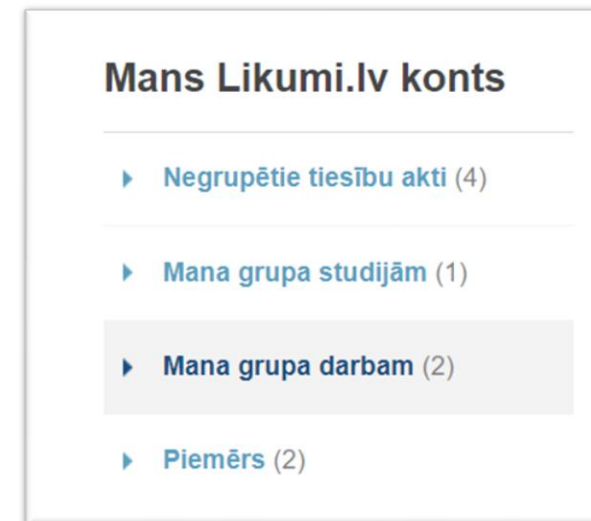 Mans Likumi.lv konts
Negrupētie tiesību akti (4)
Mana grupa studijām (1)
Mana grupa darbam (2)
Piemērs (2)